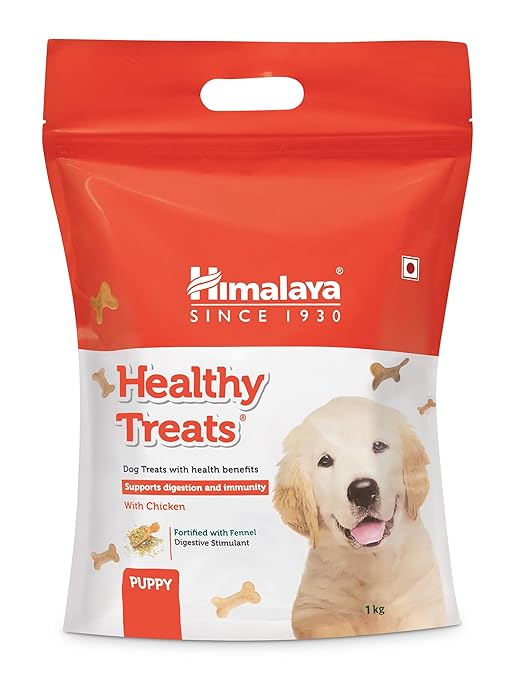 Himalaya®
SINCE 1930
Healthy
Treats®
Dog Treats with health benefits
Supports digestion and immunity
With Chicken
Fortified with Fennel
Digestive Stimulant
PUPPY
1 kg